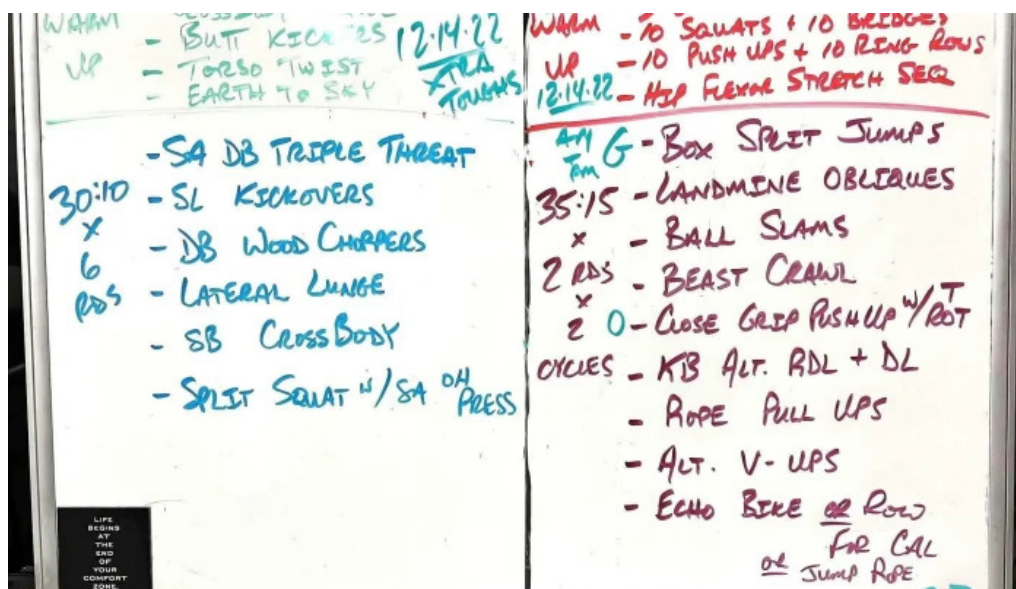 WARM
- BUTT KICKERS
UP - TORSO TWIST
- EARTH TO SKY
12.14.22
XTRA
TOUGHS
- SA DB TRIPLE THREAT
30:10 - SL KICKOVERS
X
6 - DB WOOD CHOPPERS
RDS - LATERAL LUNGE
- SB CROSSBODY
- SPLIT SQUAT W/ SA OH PRESS
LIFE
BEGINS
AT
THE
END
OF
YOUR
COMFORT
ZONE.
WARM - 10 SQUATS + 10 BRIDGES
UP - 10 PUSH UPS + 10 RING ROWS
12.14.22 - HIP FLEXOR STRETCH SEQ
- BOX SPLIT JUMPS
35:15 - LANDMINE OBLIQUES
X - BALL SLAMS
2 RDS - BEAST CRAWL
X
2 O - CLOSE GRIP PUSH UP W/ T ROT
CYCLES - KB ALT. RDL + DL
- ROPE PULL UPS
- ALT. V-UPS
- ECHO BIKE OR ROW
FOR CAL
OR JUMP ROPE